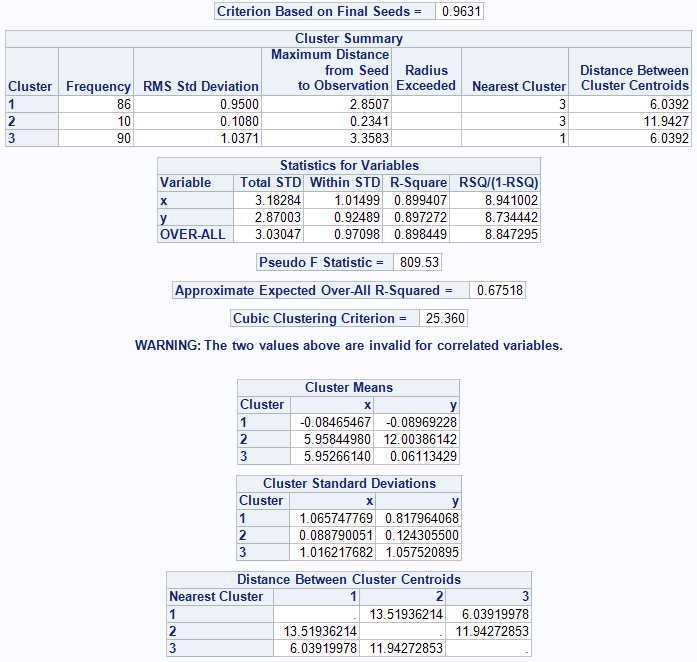 Criterion Based on Final Seeds = 0.9631
Cluster Summary
Cluster Frequency RMS Std Deviation Maximum Distance from Seed to Observation Radius Exceeded Nearest Cluster Distance Between Cluster Centroids
1 86 0.9500 2.8507 3 6.0392
2 10 0.1080 0.2341 3 11.9427
3 90 1.0371 3.3583 1 6.0392
Statistics for Variables
Variable Total STD Within STD R-Square RSQ/(1-RSQ)
x 3.18284 1.01499 0.899407 8.941002
y 2.87003 0.92489 0.897272 8.734442
OVER-ALL 3.03047 0.97098 0.898449 8.847295
Pseudo F Statistic = 809.53
Approximate Expected Over-All R-Squared = 0.67518
Cubic Clustering Criterion = 25.360
WARNING: The two values above are invalid for correlated variables.
Cluster Means
Cluster x y
1 -0.08465467 -0.08969228
2 5.95844980 12.00386142
3 5.95266140 0.06113429
Cluster Standard Deviations
Cluster x y
1 1.065747769 0.817964068
2 0.088790051 0.124305500
3 1.016217682 1.057520895
Distance Between Cluster Centroids
Nearest Cluster 1 2 3
1 . 13.51936214 6.03919978
2 13.51936214 . 11.94272853
3 6.03919978 11.94272853 .